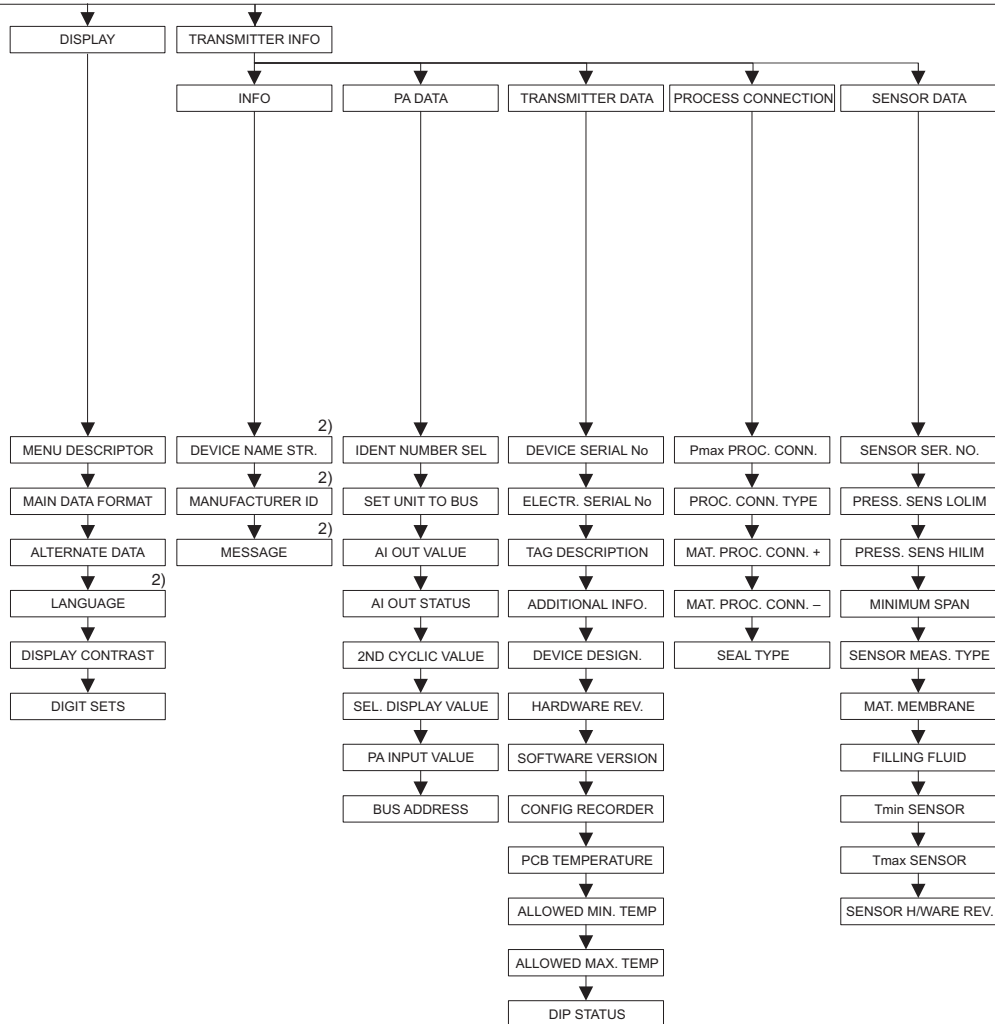 DISPLAY
TRANSMITTER INFO
INFO
PA DATA
TRANSMITTER DATA
PROCESS CONNECTION
SENSOR DATA
MENU DESCRIPTOR
MAIN DATA FORMAT
ALTERNATE DATA
2)
LANGUAGE
DISPLAY CONTRAST
DIGIT SETS
2)
DEVICE NAME STR.
2)
MANUFACTURER ID
2)
MESSAGE
IDENT NUMBER SEL
SET UNIT TO BUS
AI OUT VALUE
AI OUT STATUS
2ND CYCLIC VALUE
SEL. DISPLAY VALUE
PA INPUT VALUE
BUS ADDRESS
DEVICE SERIAL No
ELECTR. SERIAL No
TAG DESCRIPTION
ADDITIONAL INFO.
DEVICE DESIGN.
HARDWARE REV.
SOFTWARE VERSION
CONFIG RECORDER
PCB TEMPERATURE
ALLOWED MIN. TEMP
ALLOWED MAX. TEMP
DIP STATUS
Pmax PROC. CONN.
PROC. CONN. TYPE
MAT. PROC. CONN. +
MAT. PROC. CONN. –
SEAL TYPE
SENSOR SER. NO.
PRESS. SENS LOLIM
PRESS. SENS HILIM
MINIMUM SPAN
SENSOR MEAS. TYPE
MAT. MEMBRANE
FILLING FLUID
Tmin SENSOR
Tmax SENSOR
SENSOR H/WARE REV.